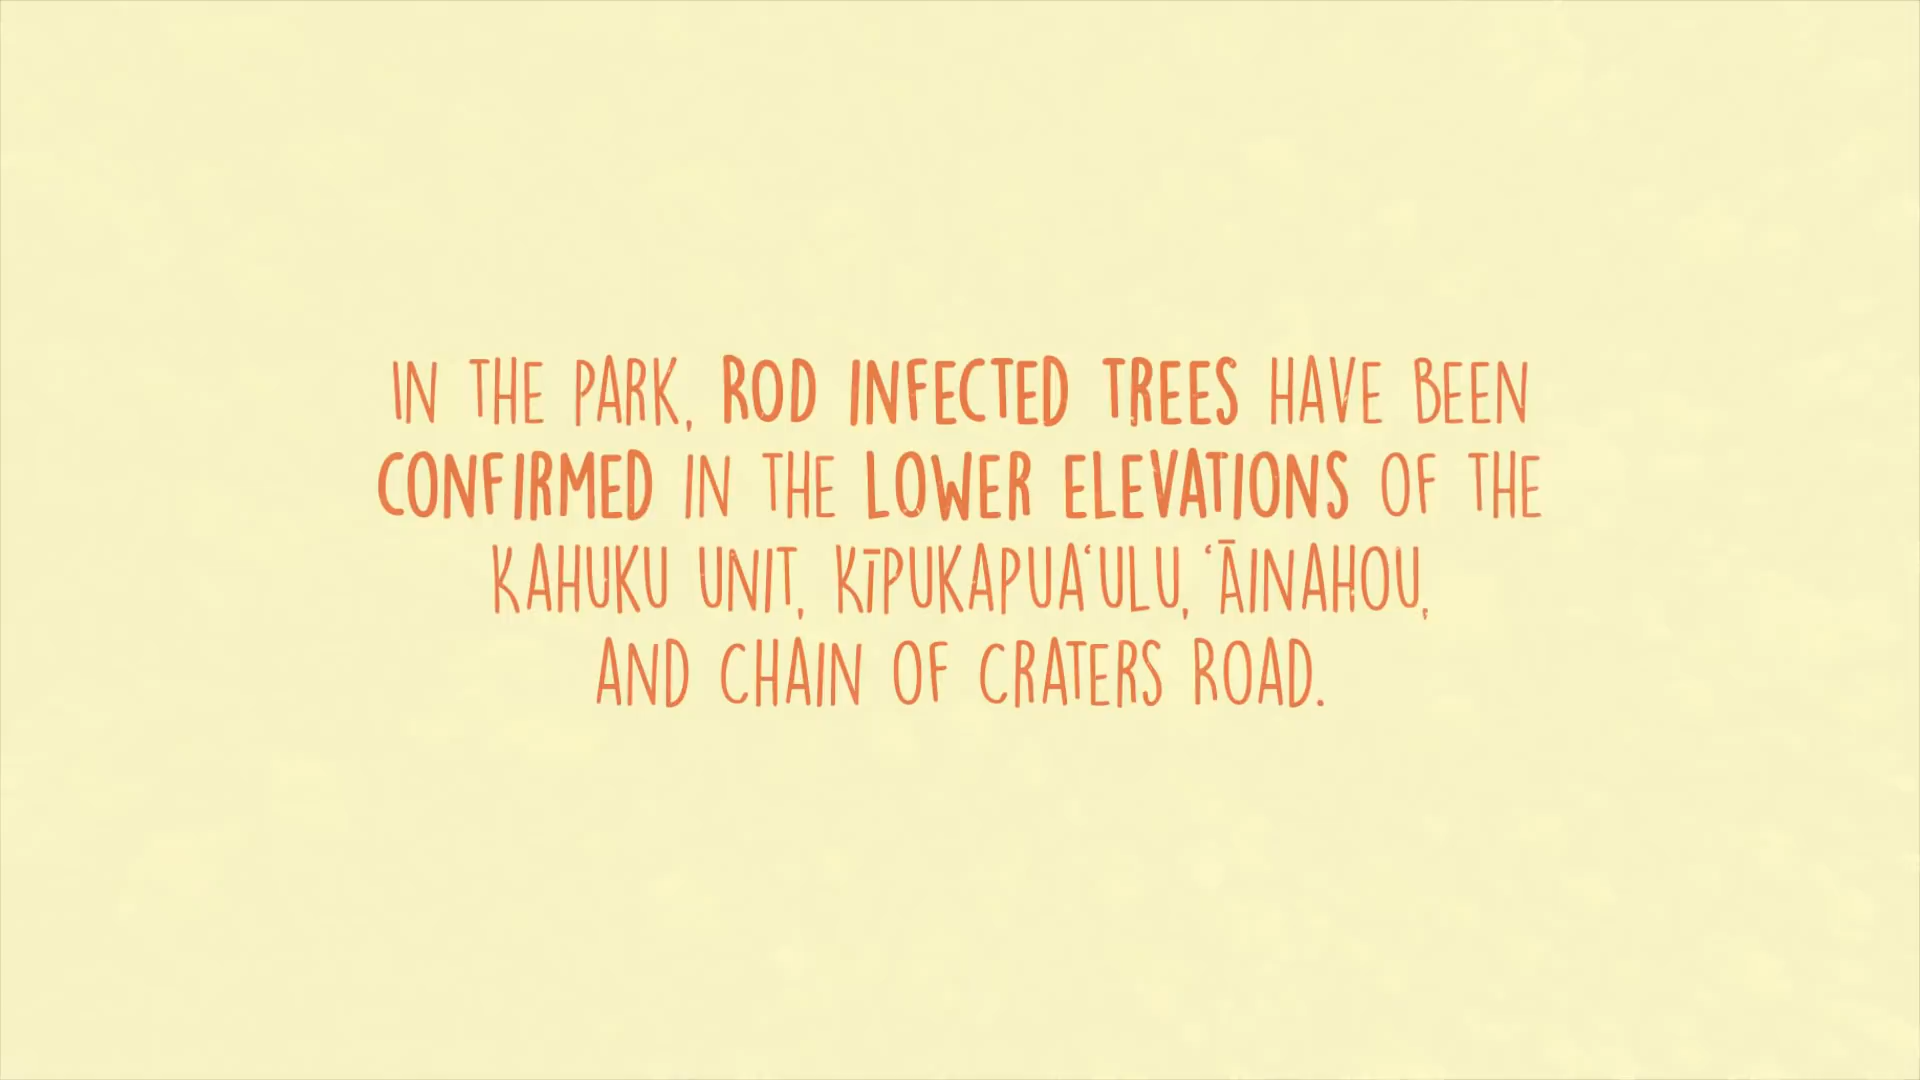 IN THE PARK, ROD INFECTED TREES HAVE BEEN
CONFIRMED IN THE LOWER ELEVATIONS OF THE
KAHUKU UNIT, KĪPUKAPUAʻULU, ʻĀINAHOU,
AND CHAIN OF CRATERS ROAD.